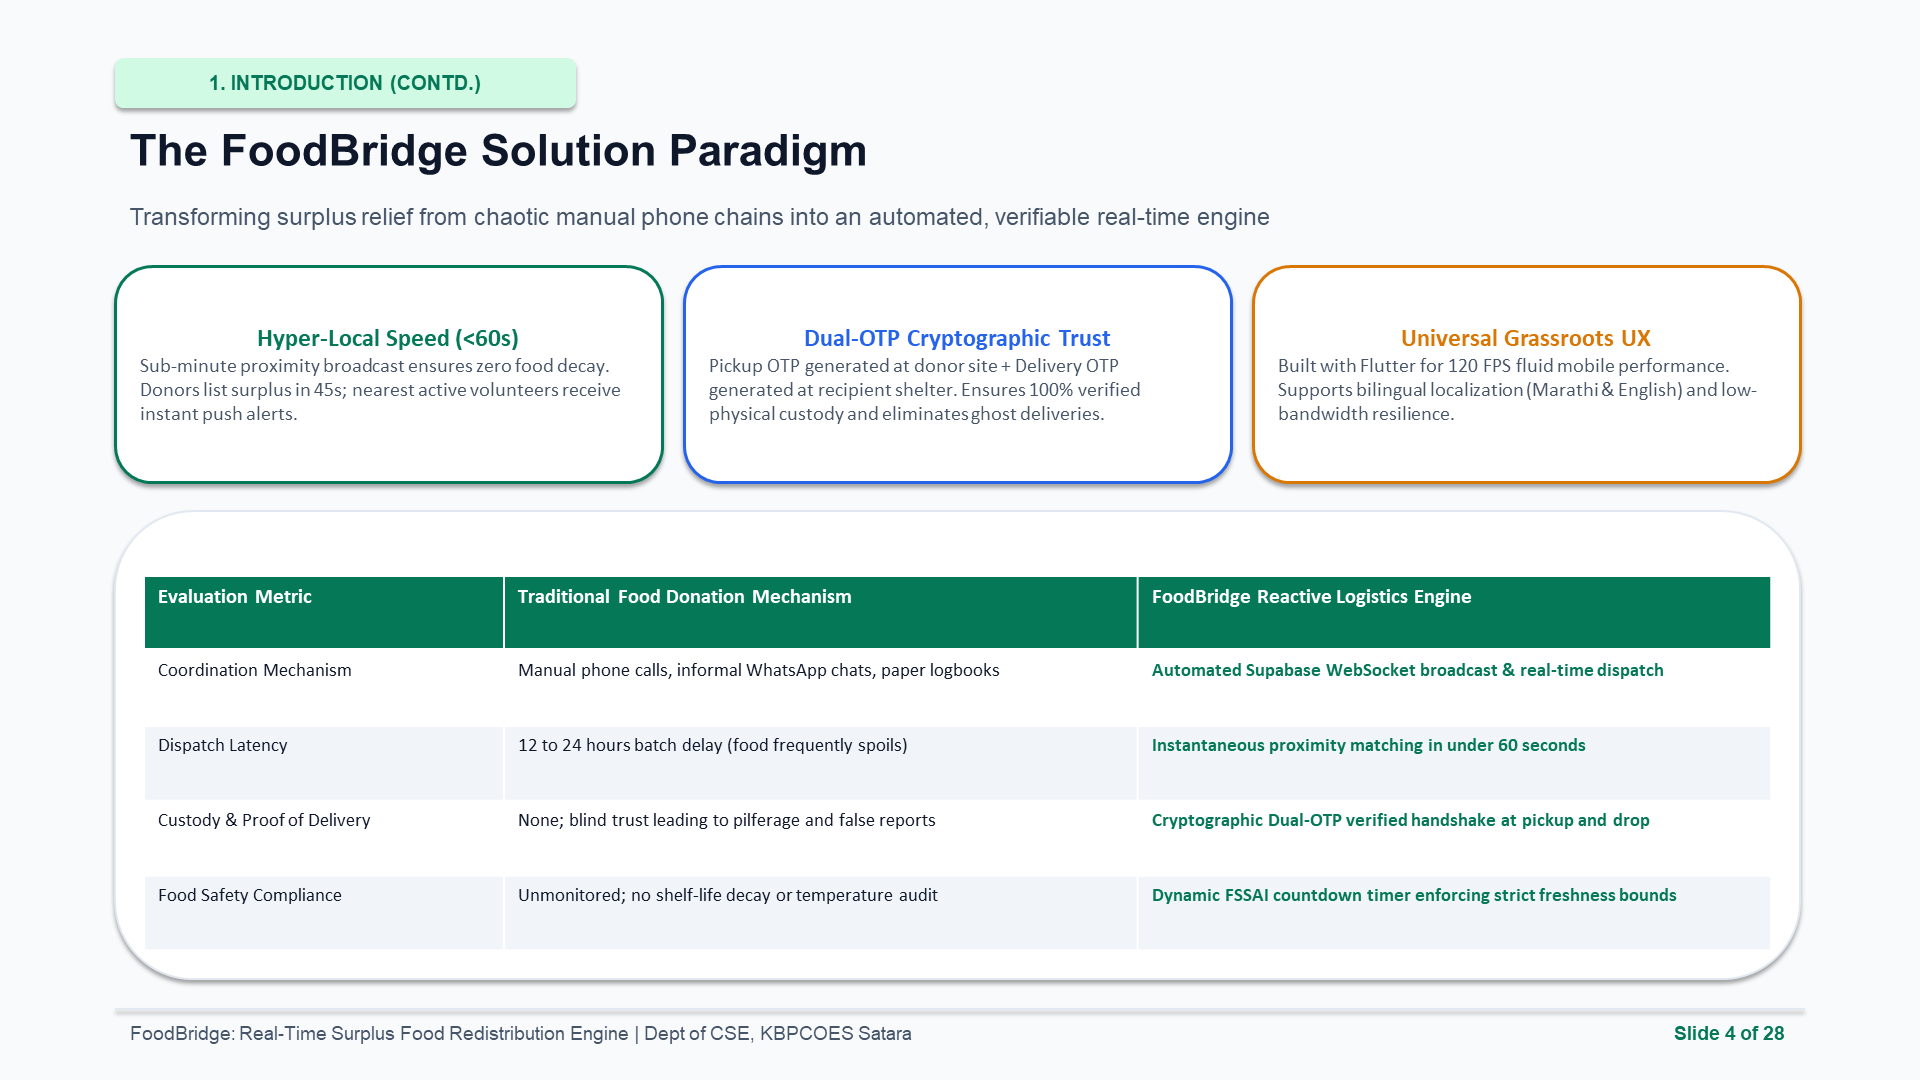 1. INTRODUCTION (CONTD.)
The FoodBridge Solution Paradigm
Transforming surplus relief from chaotic manual phone chains into an automated, verifiable real-time engine
Hyper-Local Speed (<60s)
Sub-minute proximity broadcast ensures zero food decay.
Donors list surplus in 45s; nearest active volunteers receive
instant push alerts.
Dual-OTP Cryptographic Trust
Pickup OTP generated at donor site + Delivery OTP
generated at recipient shelter. Ensures 100% verified
physical custody and eliminates ghost deliveries.
Universal Grassroots UX
Built with Flutter for 120 FPS fluid mobile performance.
Supports bilingual localization (Marathi & English) and low-
bandwidth resilience.
Evaluation Metric
Traditional Food Donation Mechanism
FoodBridge Reactive Logistics Engine
Coordination Mechanism
Manual phone calls, informal WhatsApp chats, paper logbooks
Automated Supabase WebSocket broadcast & real-time dispatch
Dispatch Latency
12 to 24 hours batch delay (food frequently spoils)
Instantaneous proximity matching in under 60 seconds
Custody & Proof of Delivery
None; blind trust leading to pilferage and false reports
Cryptographic Dual-OTP verified handshake at pickup and drop
Food Safety Compliance
Unmonitored; no shelf-life decay or temperature audit
Dynamic FSSAI countdown timer enforcing strict freshness bounds
FoodBridge: Real-Time Surplus Food Redistribution Engine | Dept of CSE, KBPCOES Satara
Slide 4 of 28